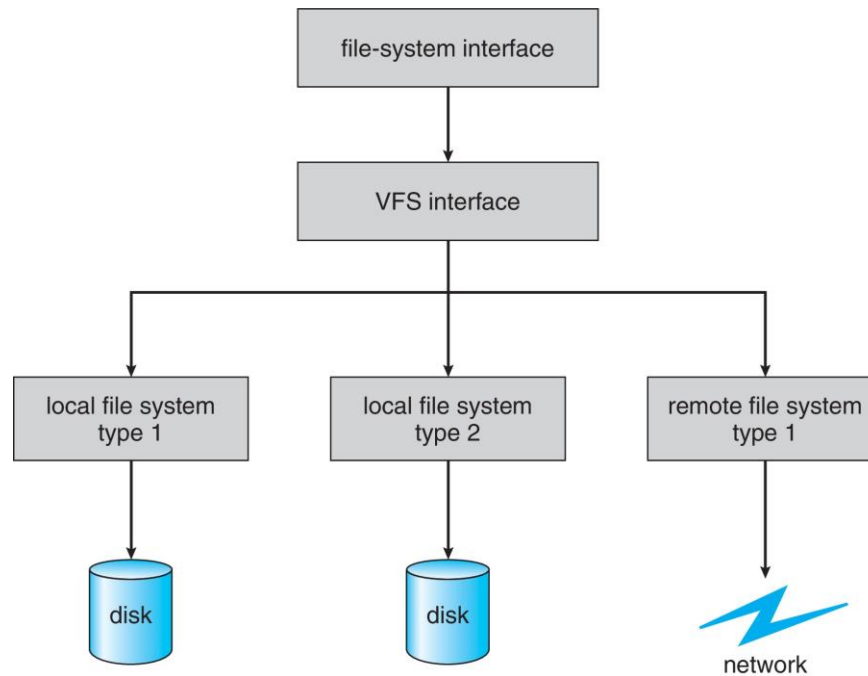 file-system interface
VFS interface
local file system
type 1
local file system
type 2
remote file system
type 1
disk
disk
network